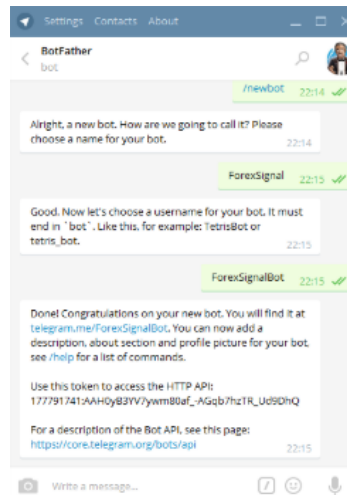 Settings Contacts About
BotFather
bot
/newbot 22:14
Alright, a new bot. How are we going to call it? Please
choose a name for your bot.
22:14
ForexSignal 22:15
Good. Now let's choose a username for your bot. It must
end in `bot`. Like this, for example: TetrisBot or
tetris_bot.
22:15
ForexSignalBot 22:15
Done! Congratulations on your new bot. You will find it at
telegram.me/ForexSignalBot. You can now add a
description, about section and profile picture for your bot,
see /help for a list of commands.
Use this token to access the HTTP API:
177791741:AAH0yB3YV7ywm80af_-AGqb7hzTR_Ud9DhQ
For a description of the Bot API, see this page:
https://core.telegram.org/bots/api
22:15
Write a message...